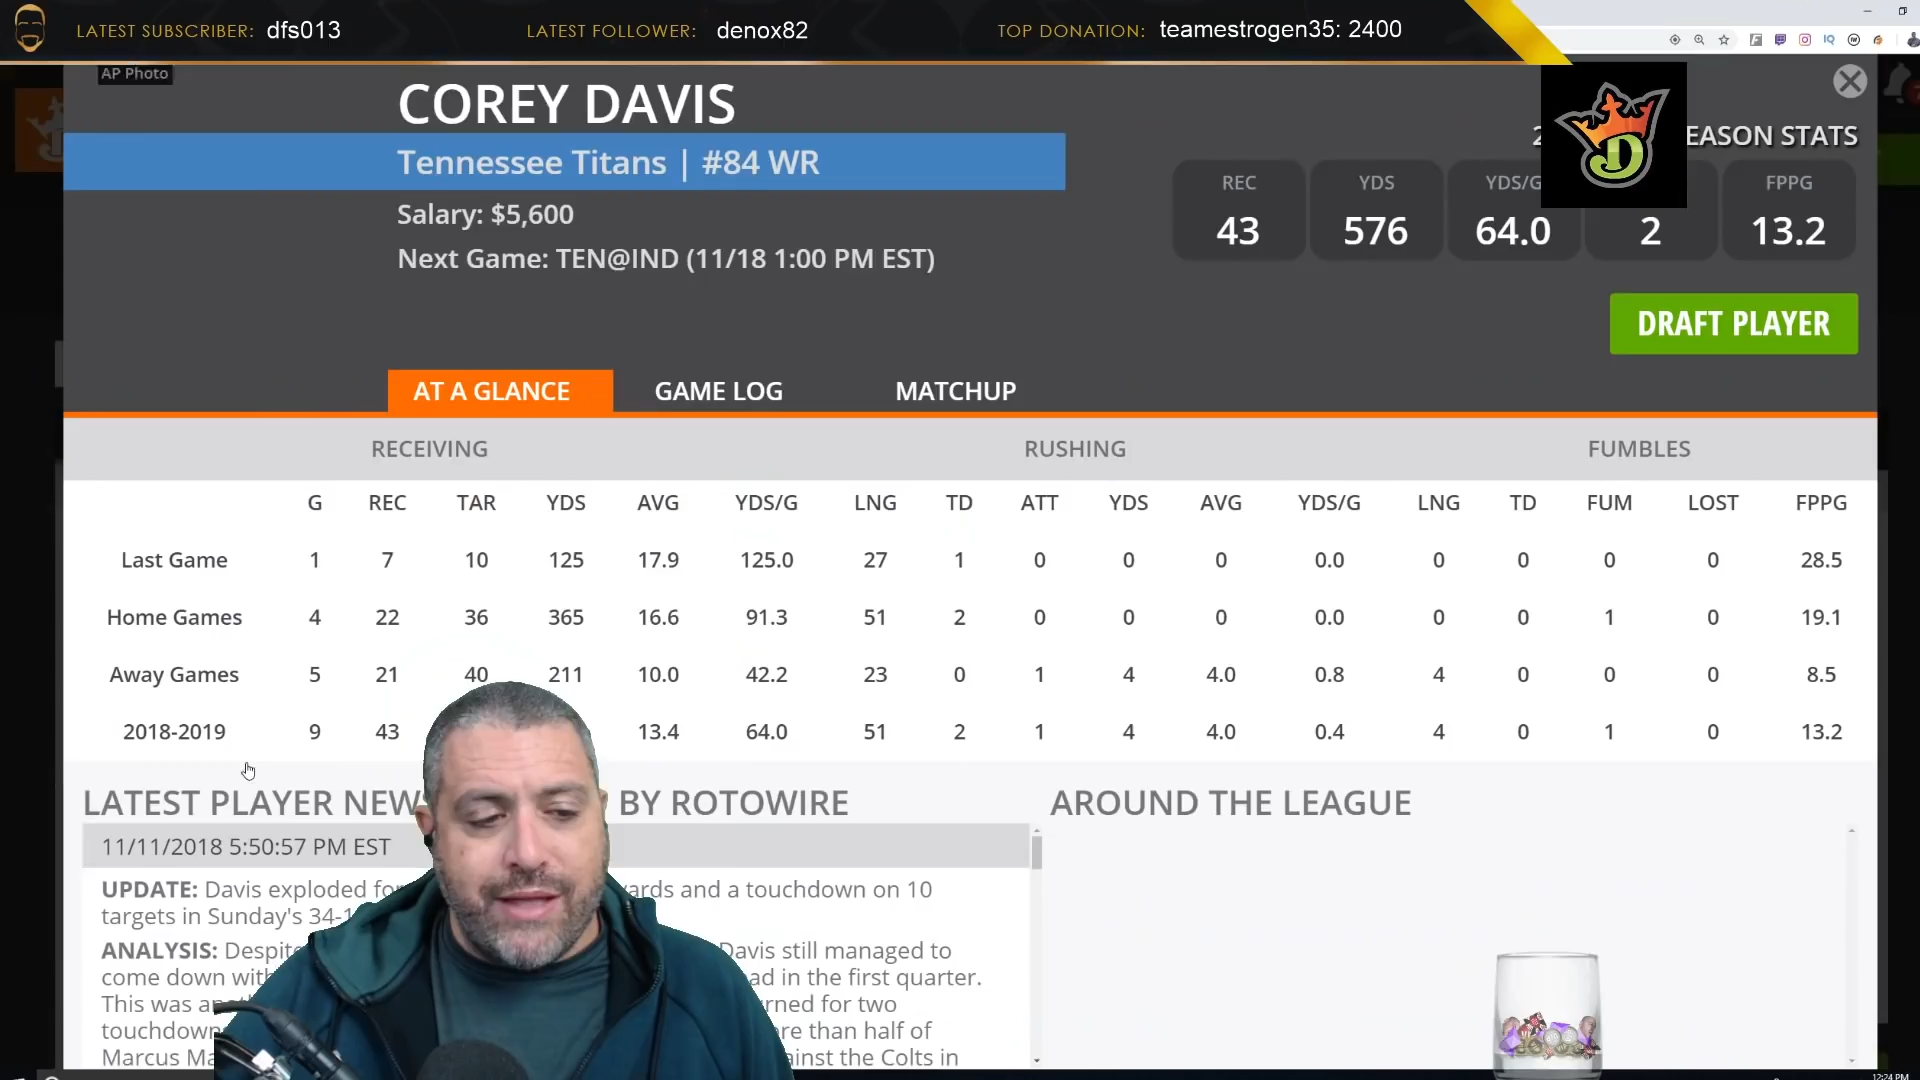 LATEST SUBSCRIBER: dfs013
LATEST FOLLOWER: denox82
TOP DONATION: teamestrogen35: 2400
AP Photo
COREY DAVIS
Tennessee Titans | #84 WR
Salary: $5,600
Next Game: TEN@IND (11/18 1:00 PM EST)
EASON STATS
REC YDS YDS/G FPPG
43 576 64.0 2 13.2
DRAFT PLAYER
AT A GLANCE GAME LOG MATCHUP
RECEIVING RUSHING FUMBLES
G REC TAR YDS AVG YDS/G LNG TD ATT YDS AVG YDS/G LNG TD FUM LOST FPPG
Last Game 1 7 10 125 17.9 125.0 27 1 0 0 0 0.0 0 0 0 0 28.5
Home Games 4 22 36 365 16.6 91.3 51 2 0 0 0 0.0 0 0 1 0 19.1
Away Games 5 21 40 211 10.0 42.2 23 0 1 4 4.0 0.8 4 0 0 0 8.5
2018-2019 9 43 13.4 64.0 51 2 1 4 4.0 0.4 4 0 1 0 13.2
LATEST PLAYER NEWS BY ROTOWIRE
AROUND THE LEAGUE
11/11/2018 5:50:57 PM EST
UPDATE: Davis exploded for yards and a touchdown on 10
targets in Sunday's 34-1
ANALYSIS: Despite Davis still managed to
come down with ad in the first quarter.
This was rned for two
touchdown re than half of
Marcus Ma ainst the Colts in
12:24 PM